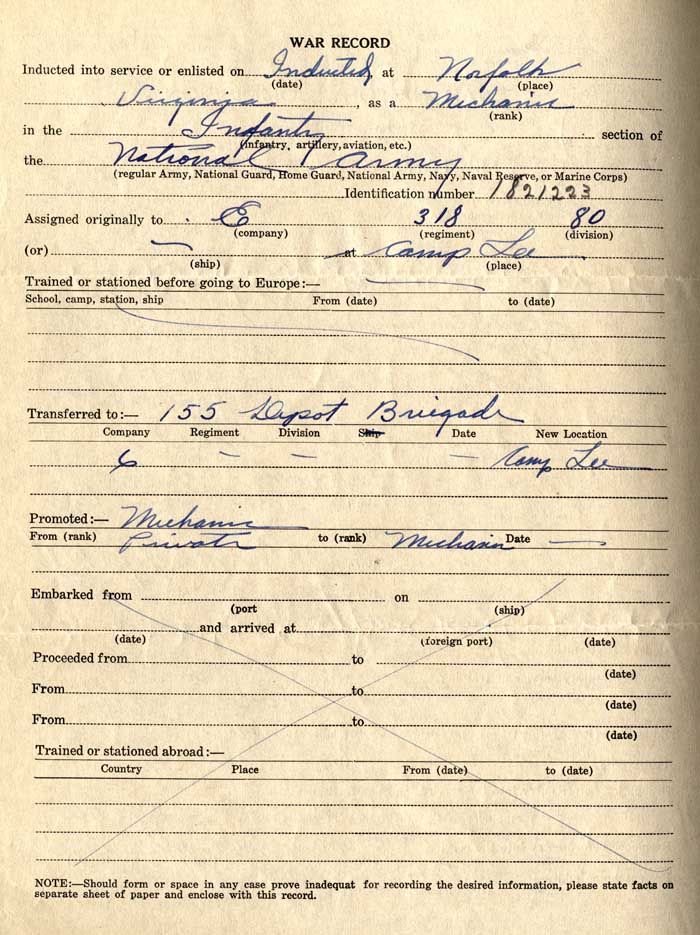 WAR RECORD
Inducted into service or enlisted on Inducted, at Norfolk
(date) (place)
Virginia, as a Mechanic
(rank)
in the Infantry section of
(infantry, artillery, aviation, etc.)
the National Army
(regular Army, National Guard, Home Guard, National Army, Navy, Naval Reserve, or Marine Corps)
Identification number 1821223
Assigned originally to E 318 80
(company) (regiment) (division)
(or) — at Camp Lee
(ship) (place)
Trained or stationed before going to Europe:— —
School, camp, station, ship From (date) to (date)
Transferred to:— 155 Depot Briegade
Company Regiment Division Ship Date New Location
6 — — — Camp Lee
Promoted:— Mechanic
From (rank) Private to (rank) Mechanic Date —
Embarked from on
(port (ship)
and arrived at
(date) (foreign port) (date)
Proceeded from to
(date)
From to
(date)
From to
(date)
Trained or stationed abroad:—
Country Place From (date) to (date)
NOTE:—Should form or space in any case prove inadequat for recording the desired information, please state facts on
separate sheet of paper and enclose with this record.